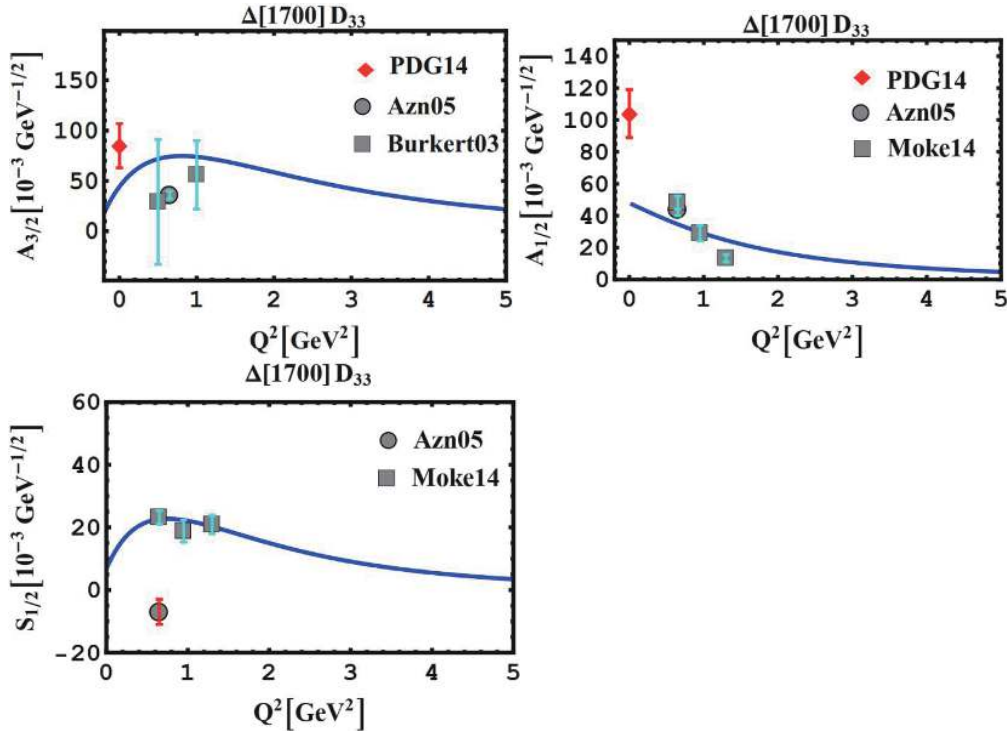 Δ[1700] D₃₃
A₃/₂[10⁻³ GeV⁻¹/²]
150
100
50
0
PDG14
Azn05
Burkert03
0 1 2 3 4 5
Q²[GeV²]
Δ[1700] D₃₃
A₁/₂[10⁻³ GeV⁻¹/²]
140
120
100
80
60
40
20
0
PDG14
Azn05
Moke14
0 1 2 3 4 5
Q²[GeV²]
Δ[1700] D₃₃
S₁/₂[10⁻³ GeV⁻¹/²]
60
40
20
0
-20
Azn05
Moke14
0 1 2 3 4 5
Q²[GeV²]